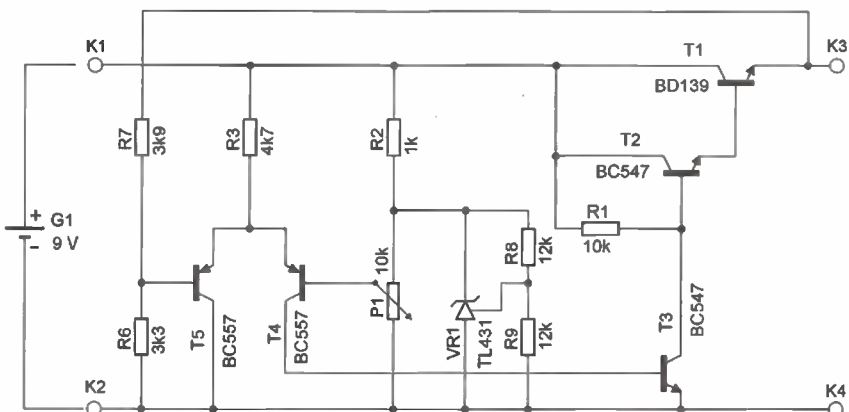 K1
K3
T1
BD139
R7
3k9
R3
4k7
R2
1k
T2
BC547
R1
10k
G1
9 V
+
-
10k
P1
R8
12k
R6
3k3
T5
BC557
T4
BC557
VR1
TL431
R9
12k
T3
BC547
K2
K4